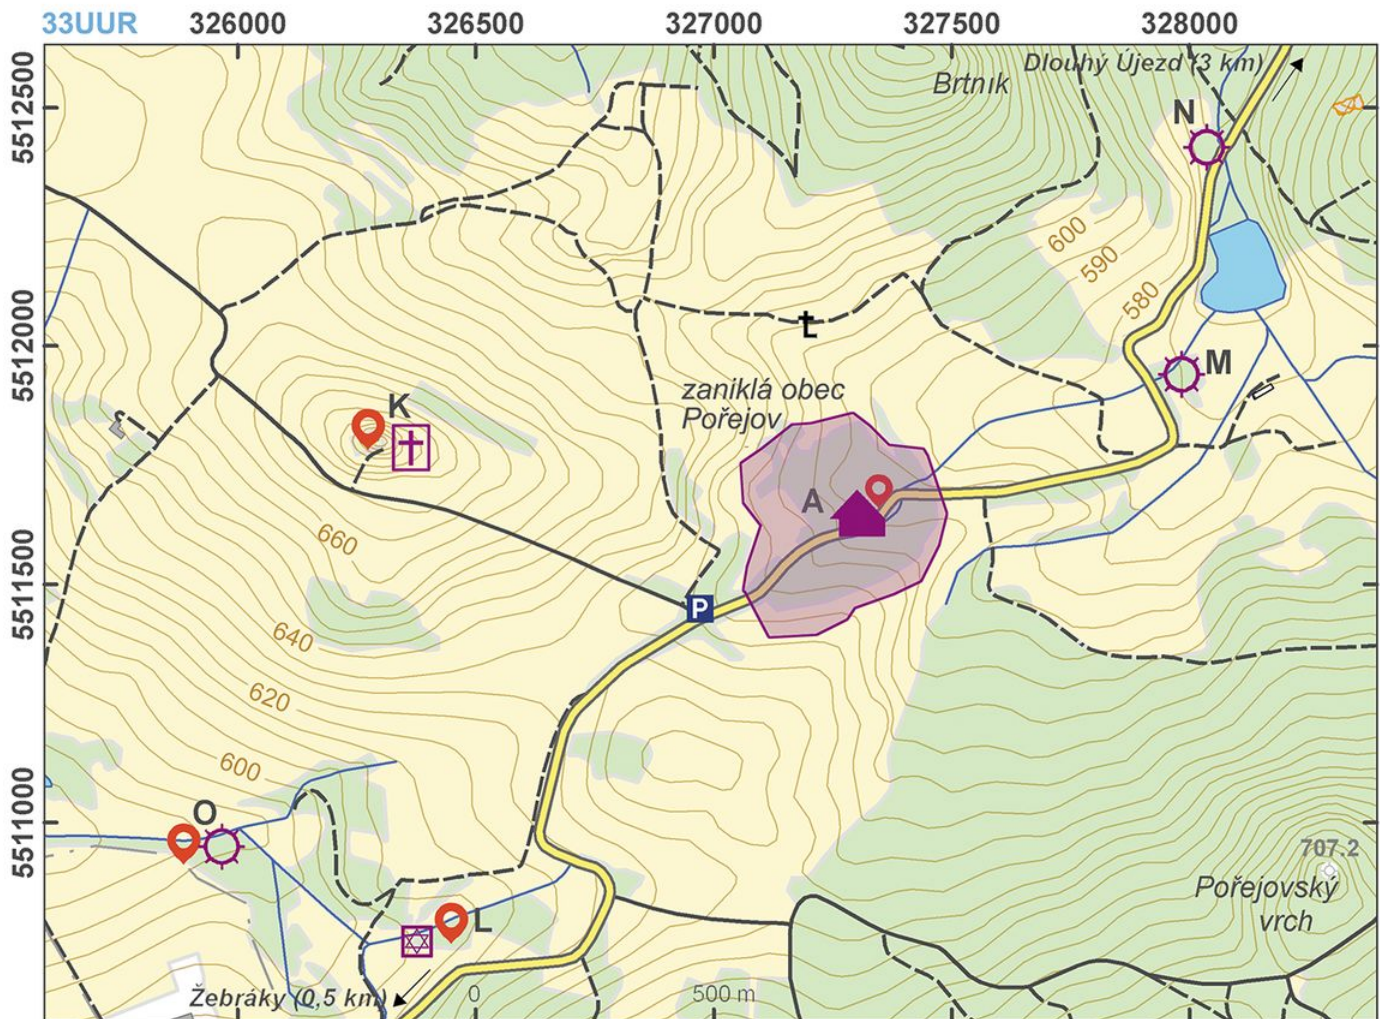 33UUR 326000 326500 327000 327500 328000
Dlouhý Újezd (3 km)
Brtník
5512500
N
600
590
580
5512000
M
zaniklá obec
Pořejov
K
A
660
5511500
P
640
620
600
5511000
O
707.2
Pořejovský
vrch
L
Žebráky (0,5 km)
0 500 m